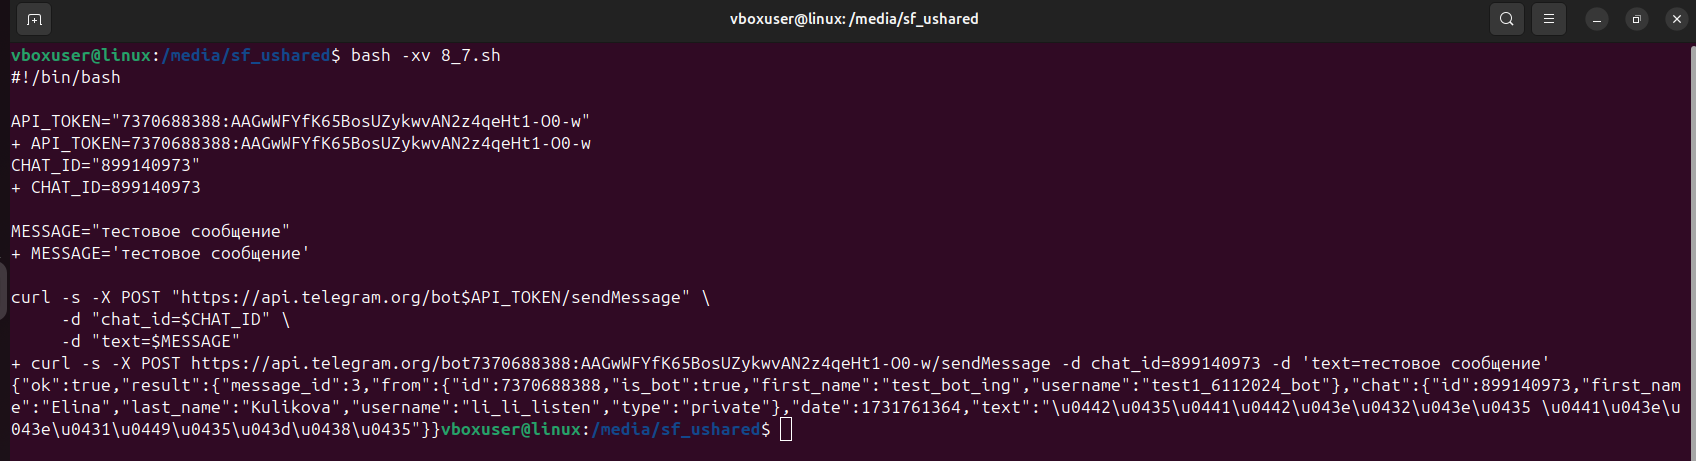 vboxuser@linux: /media/sf_ushared
vboxuser@linux:/media/sf_ushared$ bash -xv 8_7.sh
#!/bin/bash
API_TOKEN="7370688388:AAGwWFYfK65BosUZykwvAN2z4qeHt1-O0-w"
+ API_TOKEN=7370688388:AAGwWFYfK65BosUZykwvAN2z4qeHt1-O0-w
CHAT_ID="899140973"
+ CHAT_ID=899140973
MESSAGE="тестовое сообщение"
+ MESSAGE='тестовое сообщение'
curl -s -X POST "https://api.telegram.org/bot$API_TOKEN/sendMessage" \
     -d "chat_id=$CHAT_ID" \
     -d "text=$MESSAGE"
+ curl -s -X POST https://api.telegram.org/bot7370688388:AAGwWFYfK65BosUZykwvAN2z4qeHt1-O0-w/sendMessage -d chat_id=899140973 -d 'text=тестовое сообщение'
{"ok":true,"result":{"message_id":3,"from":{"id":7370688388,"is_bot":true,"first_name":"test_bot_ing","username":"test1_6112024_bot"},"chat":{"id":899140973,"first_nam
e":"Elina","last_name":"Kulikova","username":"li_li_listen","type":"private"},"date":1731761364,"text":"\u0442\u0435\u0441\u0442\u043e\u0432\u043e\u0435 \u0441\u043e\u
043e\u0431\u0449\u0435\u043d\u0438\u0435"}}vboxuser@linux:/media/sf_ushared$